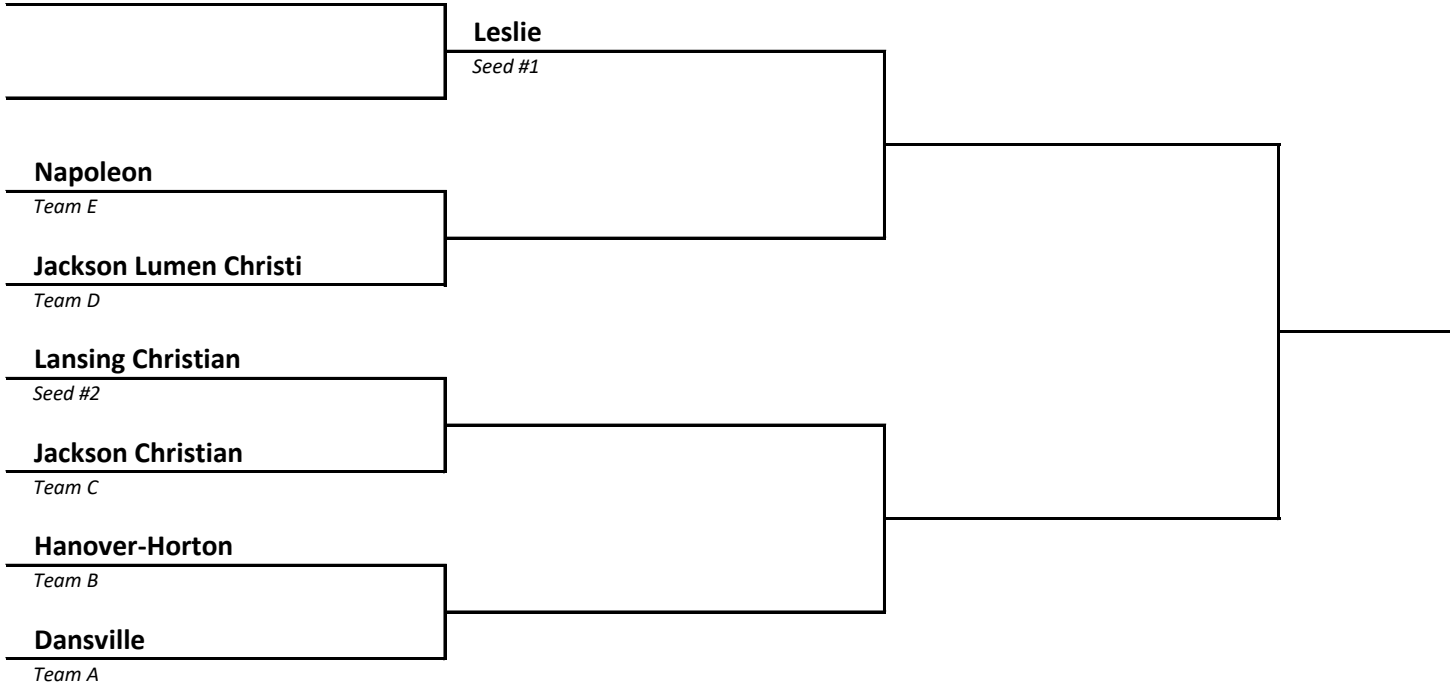 Leslie
Seed #1
Napoleon
Team E
Jackson Lumen Christi
Team D
Lansing Christian
Seed #2
Jackson Christian
Team C
Hanover-Horton
Team B
Dansville
Team A